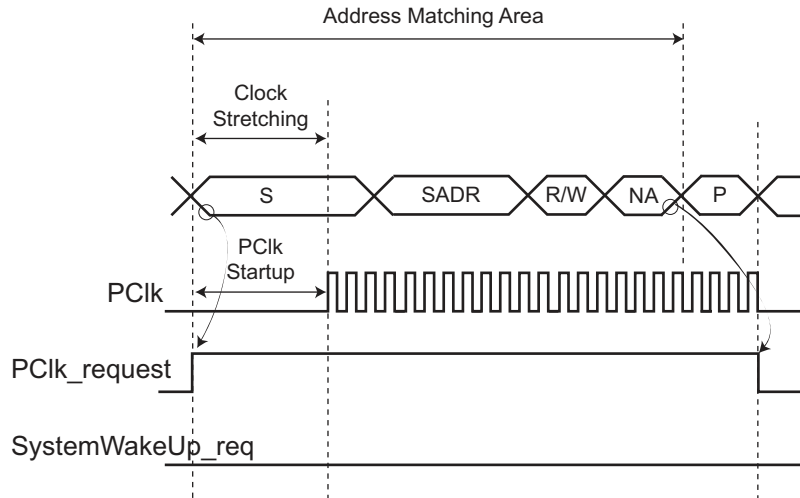 Address Matching Area
Clock
Stretching
S
SADR
R/W
NA
P
PClk
Startup
PClk
PClk_request
SystemWakeUp_req